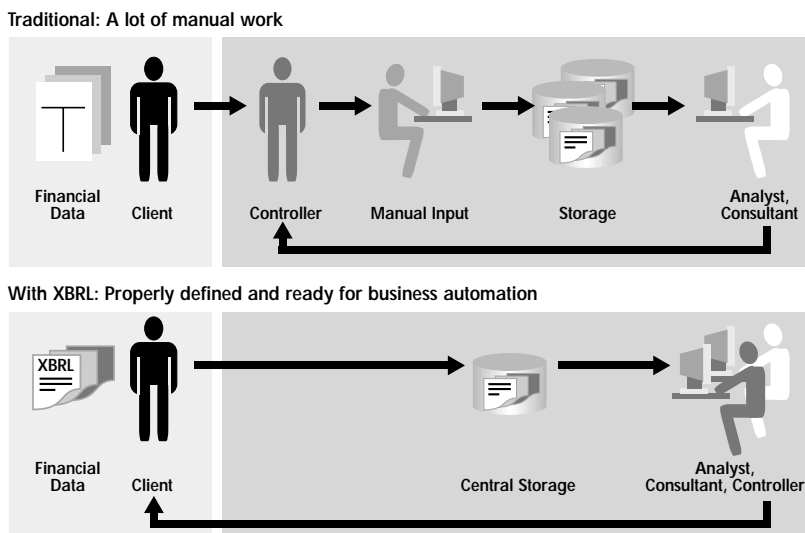 Traditional: A lot of manual work
Financial
Data
Client
Controller
Manual Input
Storage
Analyst,
Consultant
With XBRL: Properly defined and ready for business automation
XBRL
Financial
Data
Client
Central Storage
Analyst,
Consultant, Controller